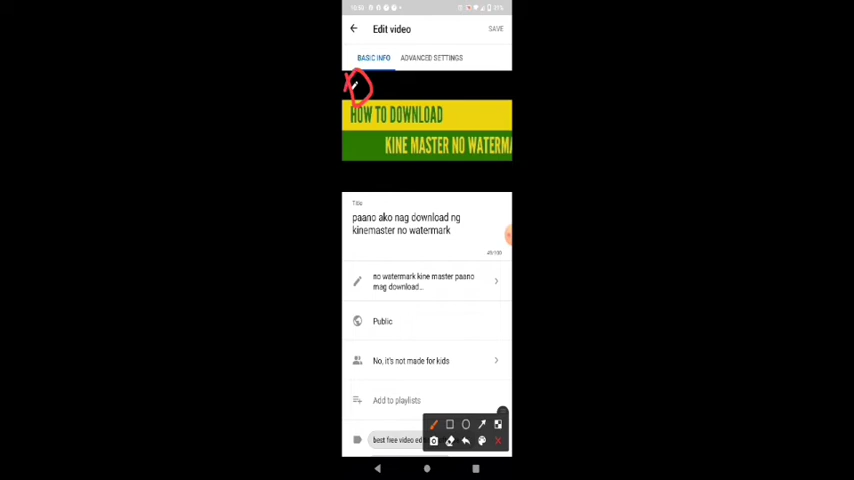 Edit video
SAVE
BASIC INFO
ADVANCED SETTINGS
HOW TO DOWNLOAD
KINE MASTER NO WATERMA
Title
paano ako nag download ng
kinemaster no watermark
no watermark kine master paano
mag download...
Public
No, it's not made for kids
Add to playlists
best free video ed